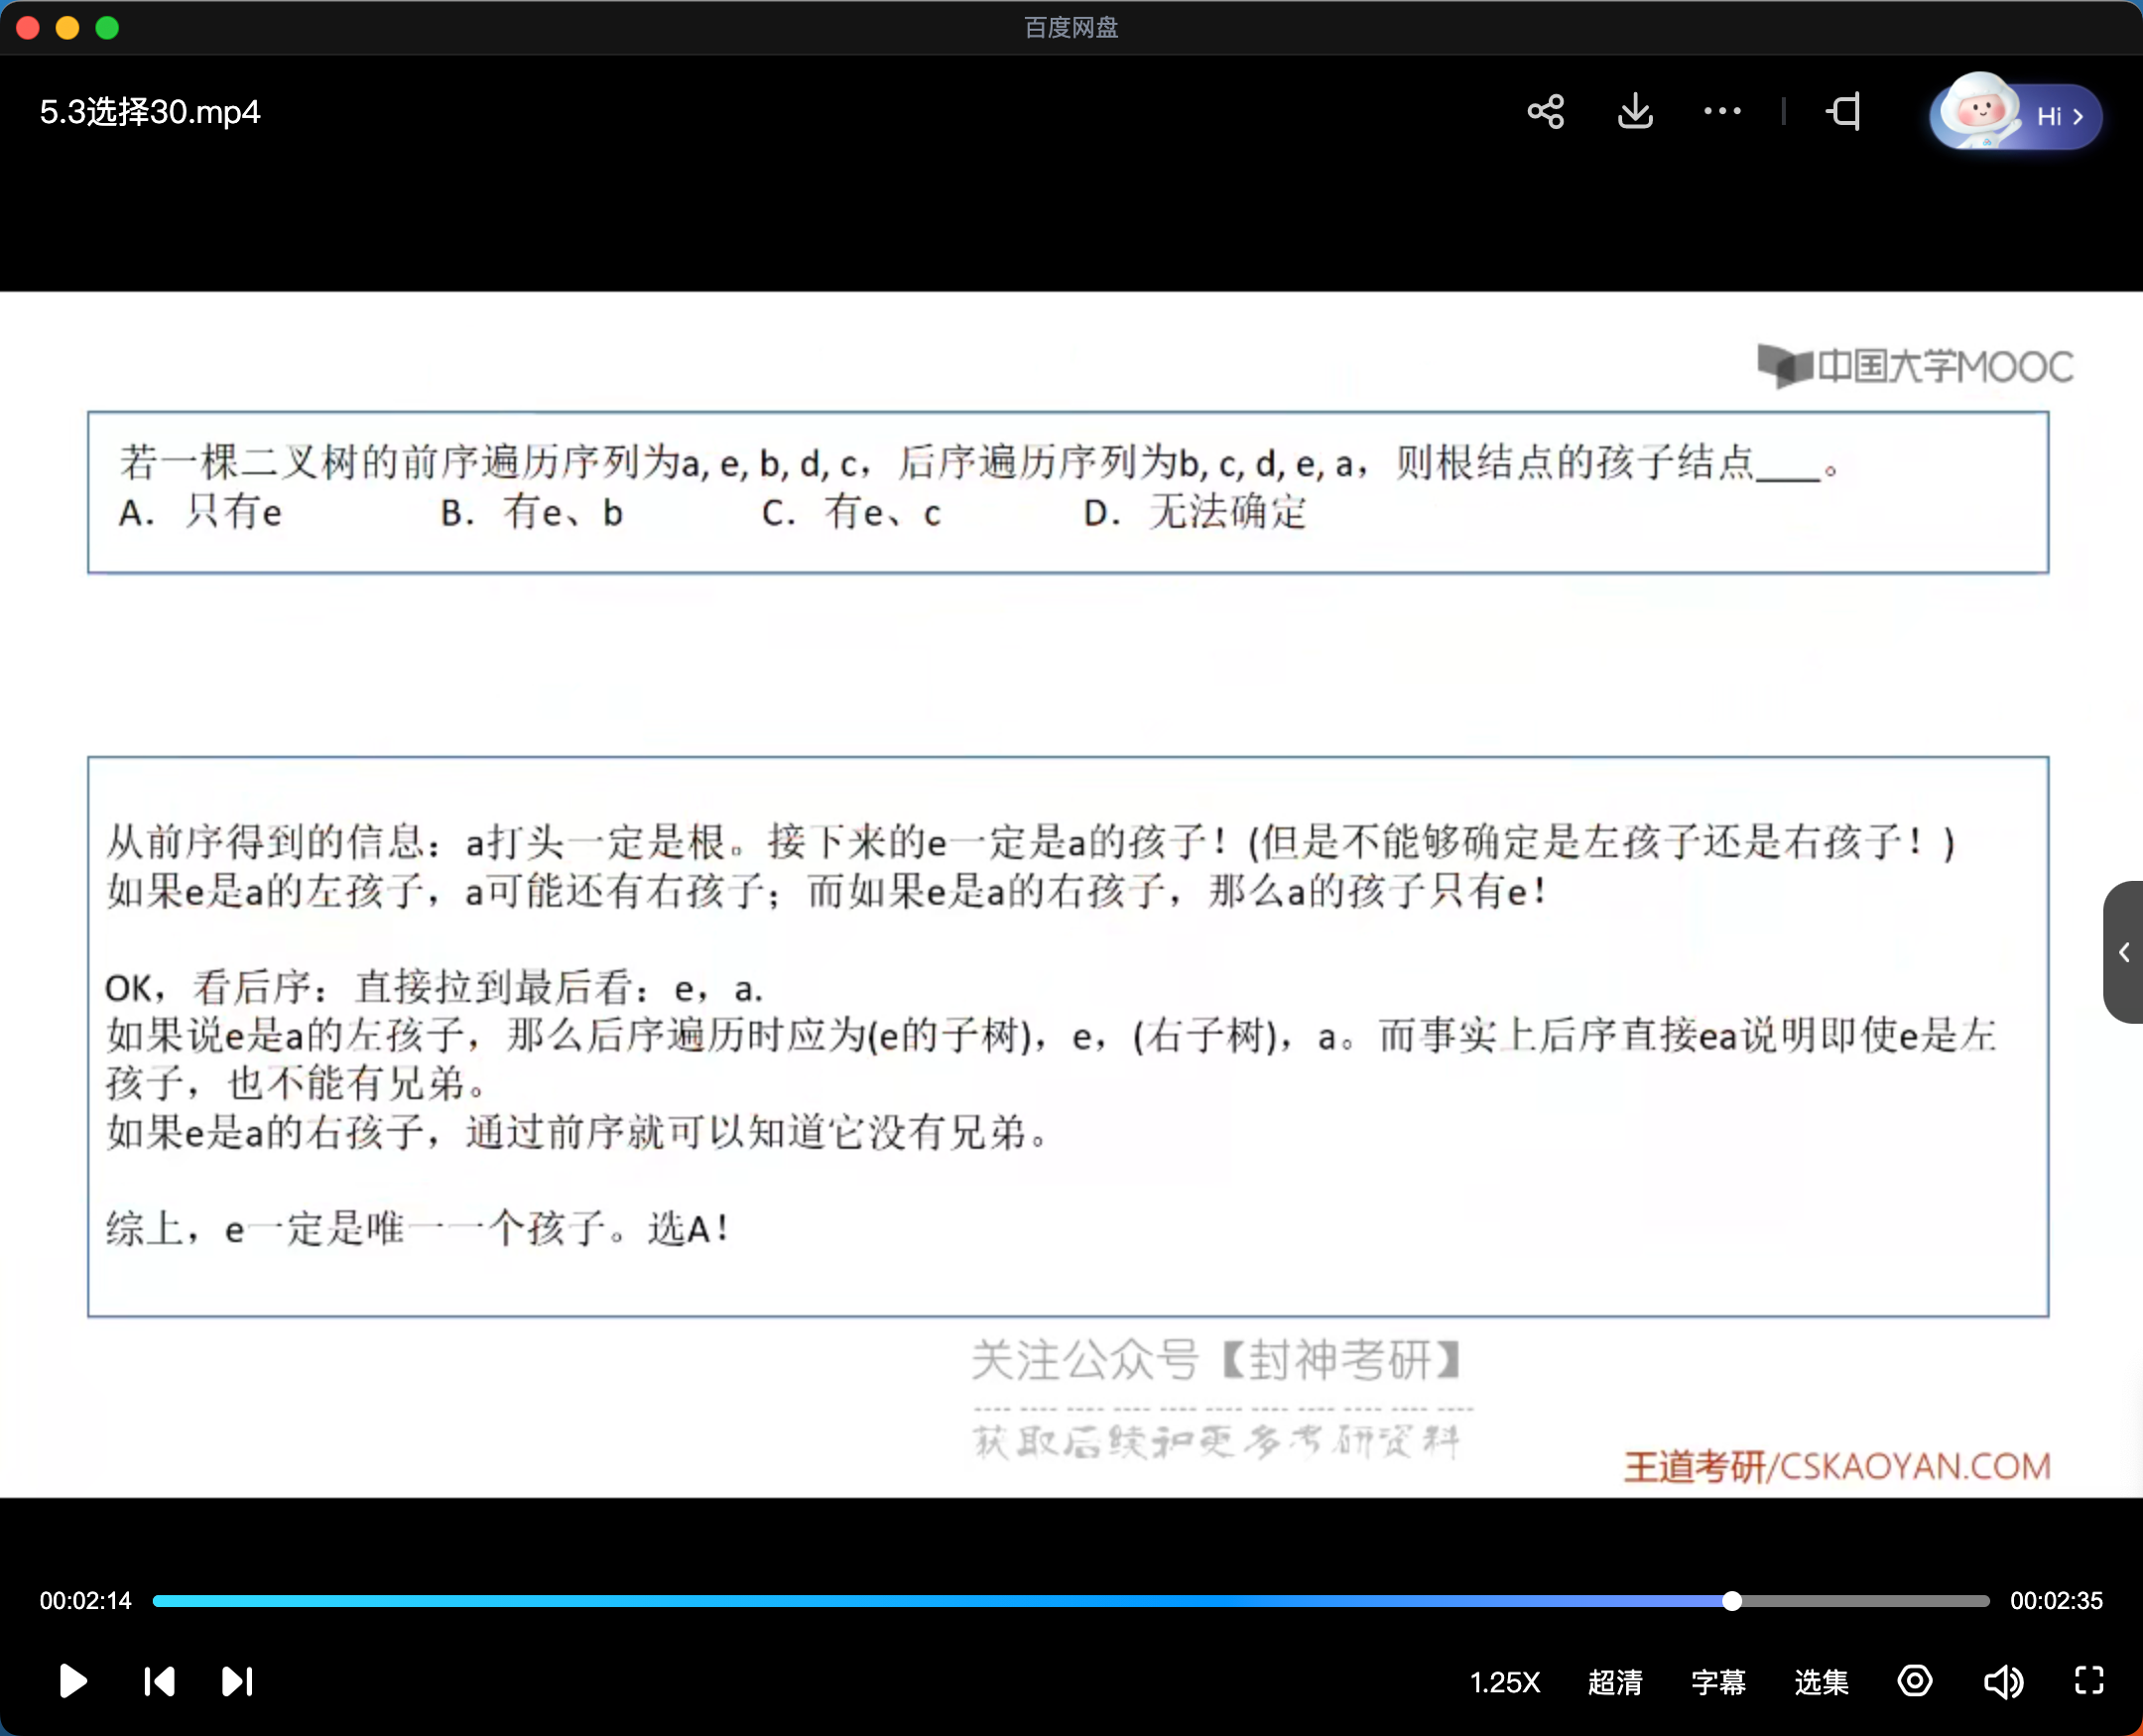 百度网盘
5.3选择30.mp4
Hi
中国大学MOOC
若一棵二叉树的前序遍历序列为a, e, b, d, c，后序遍历序列为b, c, d, e, a，则根结点的孩子结点____。
A. 只有e B. 有e、b C. 有e、c D. 无法确定
从前序得到的信息：a打头一定是根。接下来的e一定是a的孩子！(但是不能够确定是左孩子还是右孩子！)
如果e是a的左孩子，a可能还有右孩子；而如果e是a的右孩子，那么a的孩子只有e！
OK，看后序：直接拉到最后看：e，a.
如果说e是a的左孩子，那么后序遍历时应为(e的子树)，e，(右子树)，a。而事实上后序直接ea说明即使e是左
孩子，也不能有兄弟。
如果e是a的右孩子，通过前序就可以知道它没有兄弟。
综上，e一定是唯一一个孩子。选A！
关注公众号【封神考研】
获取后续和更多考研资料
王道考研/CSKAOYAN.COM
00:02:14
00:02:35
1.25X 超清 字幕 选集